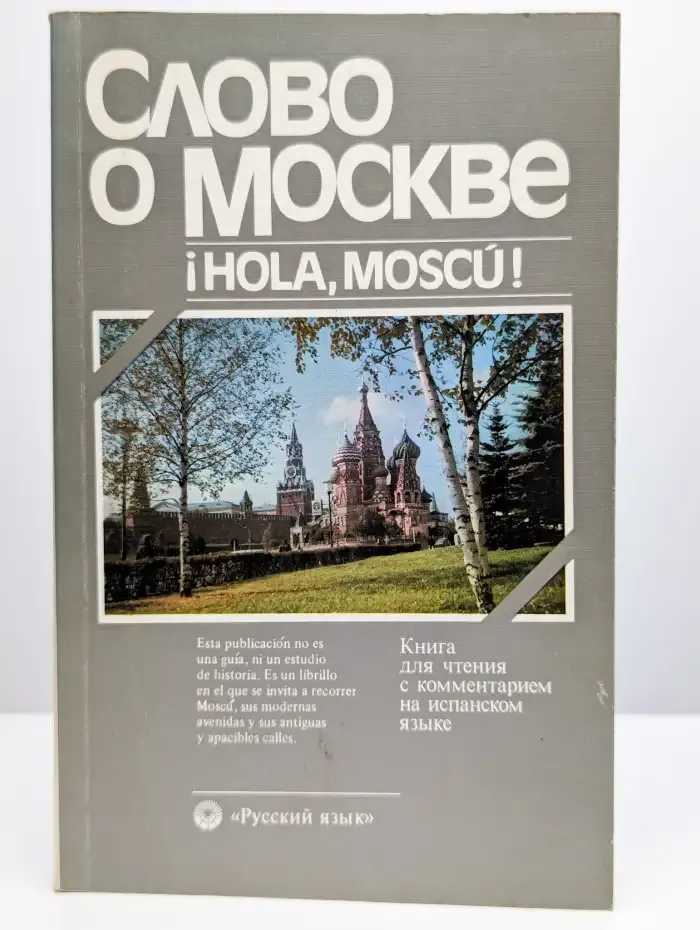 Слово
о Москве
¡HOLA, MOSCÚ!
Esta publicación no es
una guía, ni un estudio
de historia. Es un librillo
en el que se invita a recorrer
Moscú, sus modernas
avenidas y sus antiguas
y apacibles calles.
Книга
для чтения
с комментарием
на испанском
языке
«Русский язык»